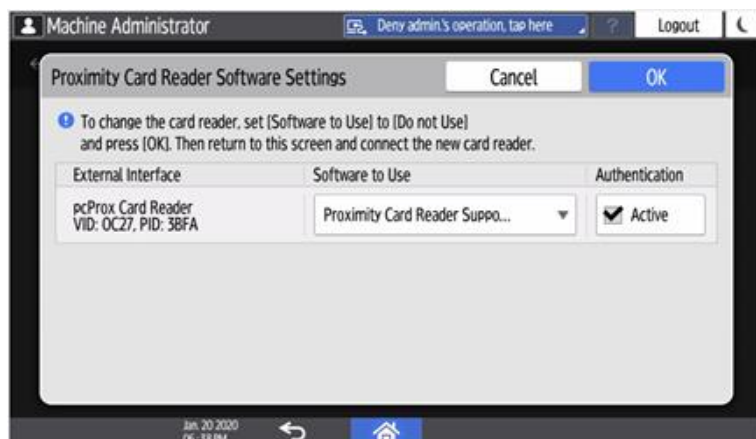 Machine Administrator
Deny admin.'s operation, tap here
?
Logout
Proximity Card Reader Software Settings
Cancel
OK
To change the card reader, set [Software to Use] to [Do not Use]
and press [OK]. Then return to this screen and connect the new card reader.
External Interface
Software to Use
Authentication
pcProx Card Reader
VID: 0C27, PID: 3BFA
Proximity Card Reader Suppo...
Active
Jan. 20 2020